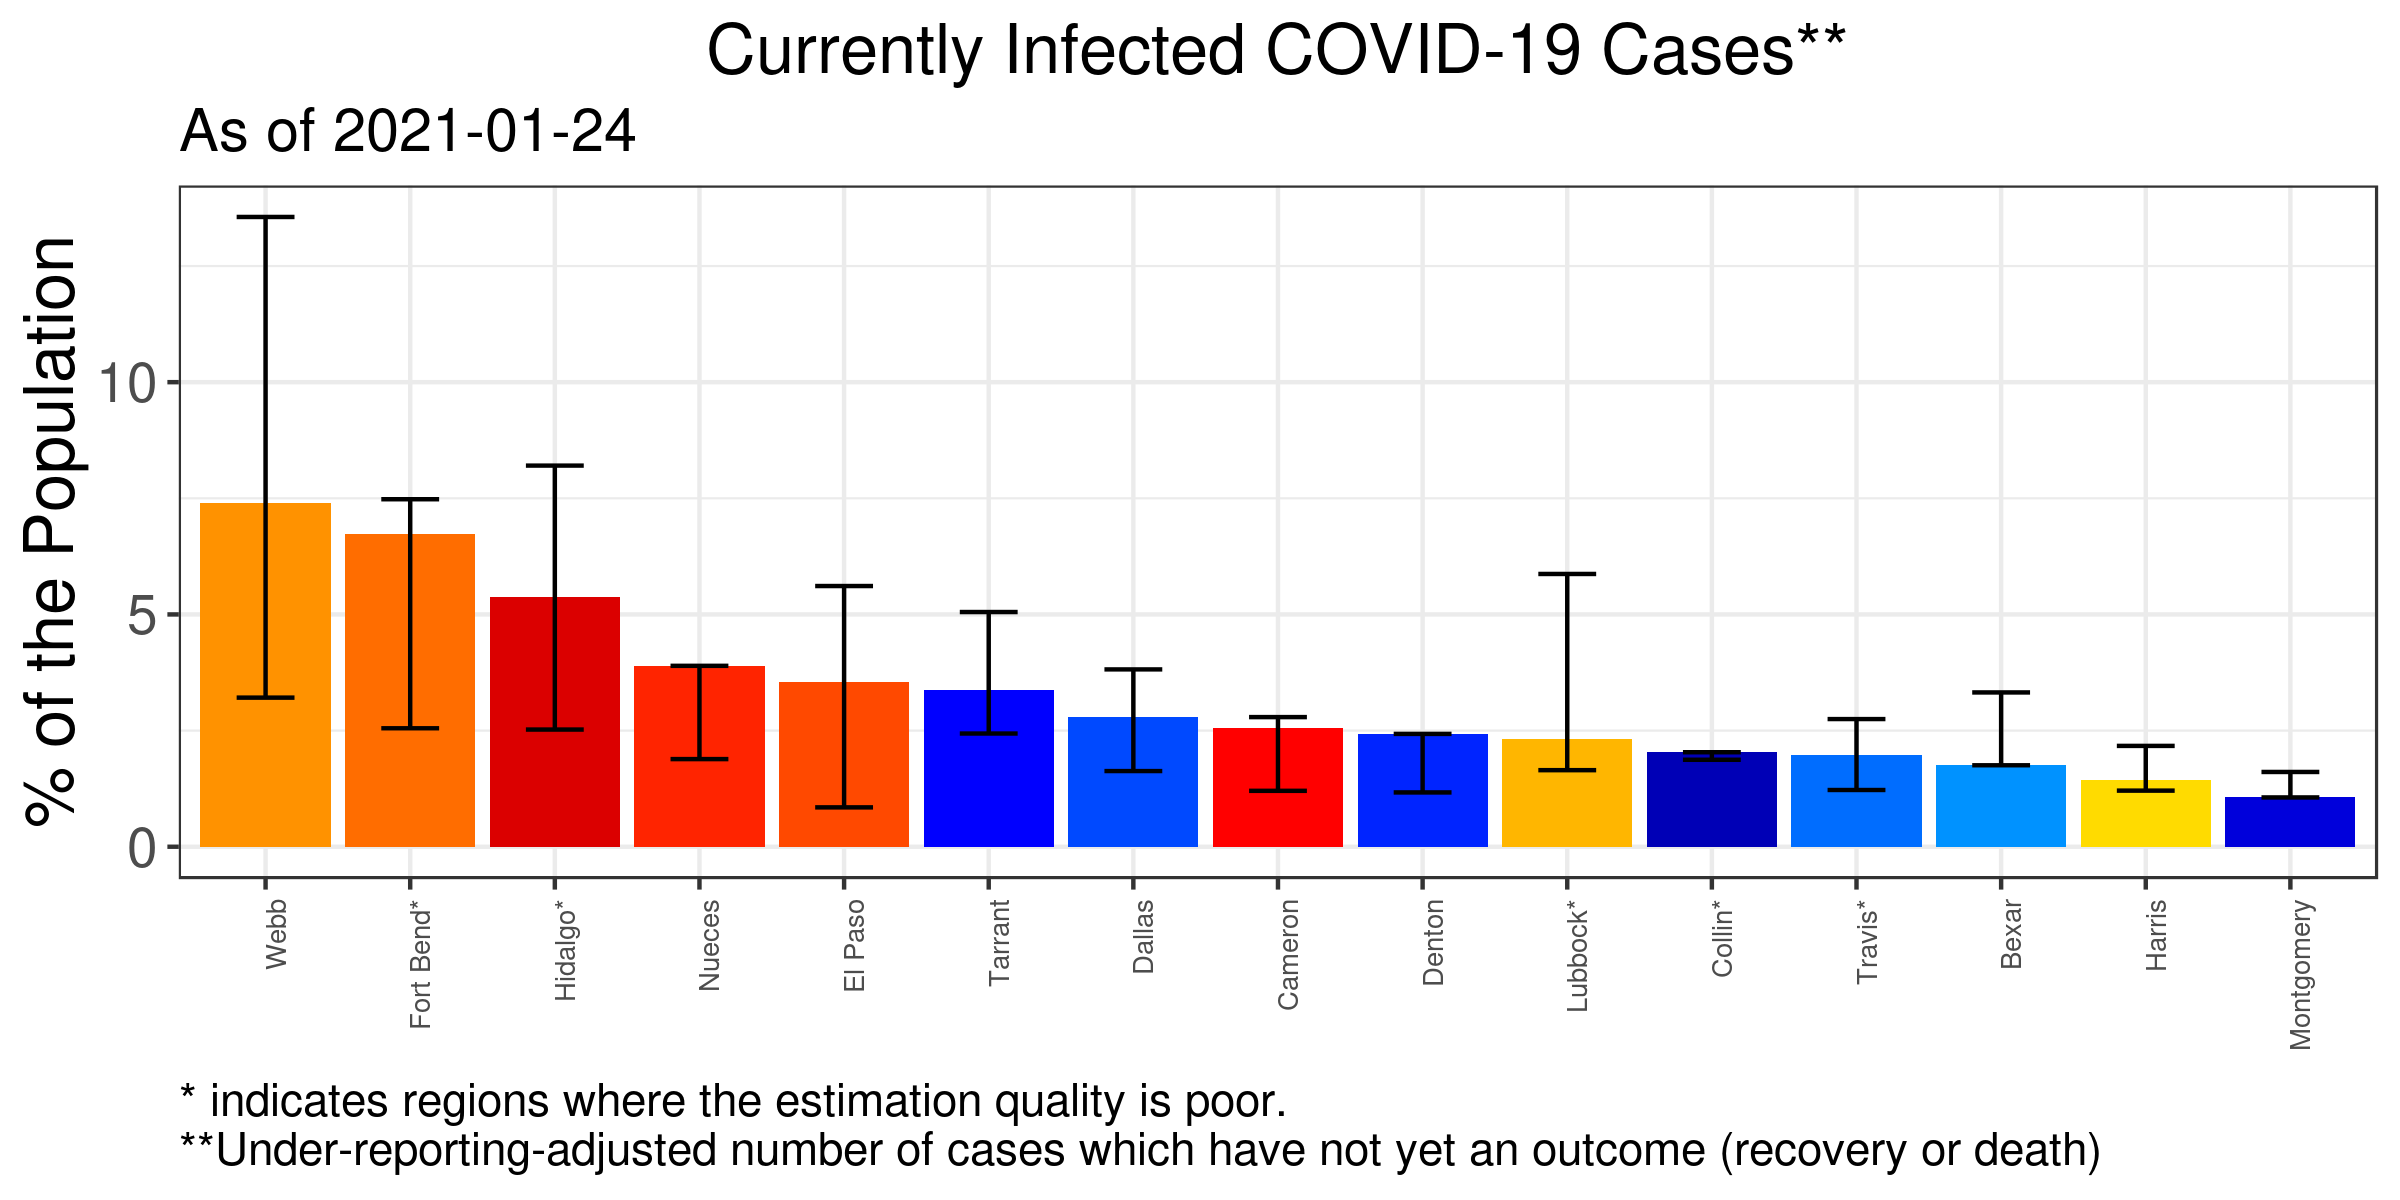 Currently Infected COVID-19 Cases**
As of 2021-01-24
% of the Population
10
5
0
Webb
Fort Bend*
Hidalgo*
Nueces
El Paso
Tarrant
Dallas
Cameron
Denton
Lubbock*
Collin*
Travis*
Bexar
Harris
Montgomery
* indicates regions where the estimation quality is poor.
**Under-reporting-adjusted number of cases which have not yet an outcome (recovery or death)